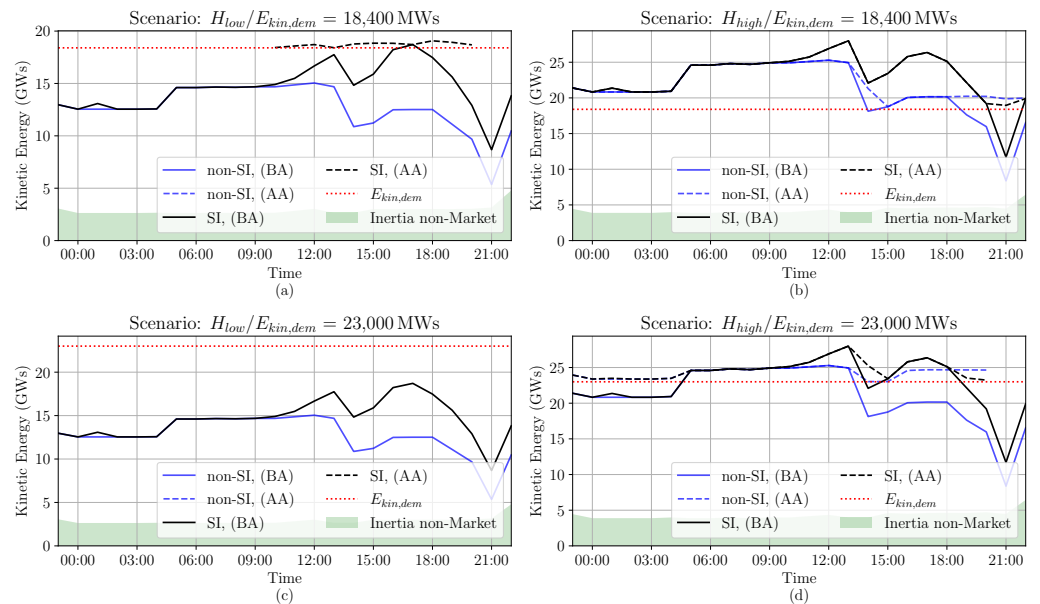 (a)
Scenario: H_low/E_kin,dem = 18,400 MWs
Kinetic Energy (GWs)
20
15
10
5
0
non-SI, (BA)
non-SI, (AA)
SI, (BA)
SI, (AA)
E_kin,dem
Inertia non-Market
00:00 03:00 06:00 09:00 12:00 15:00 18:00 21:00
Time
(a)
Scenario: H_high/E_kin,dem = 18,400 MWs
Kinetic Energy (GWs)
25
20
15
10
5
0
non-SI, (BA)
non-SI, (AA)
SI, (BA)
SI, (AA)
E_kin,dem
Inertia non-Market
00:00 03:00 06:00 09:00 12:00 15:00 18:00 21:00
Time
(b)
Scenario: H_low/E_kin,dem = 23,000 MWs
Kinetic Energy (GWs)
20
15
10
5
0
non-SI, (BA)
non-SI, (AA)
SI, (BA)
SI, (AA)
E_kin,dem
Inertia non-Market
00:00 03:00 06:00 09:00 12:00 15:00 18:00 21:00
Time
(c)
Scenario: H_high/E_kin,dem = 23,000 MWs
Kinetic Energy (GWs)
25
20
15
10
5
0
non-SI, (BA)
non-SI, (AA)
SI, (BA)
SI, (AA)
E_kin,dem
Inertia non-Market
00:00 03:00 06:00 09:00 12:00 15:00 18:00 21:00
Time
(d)